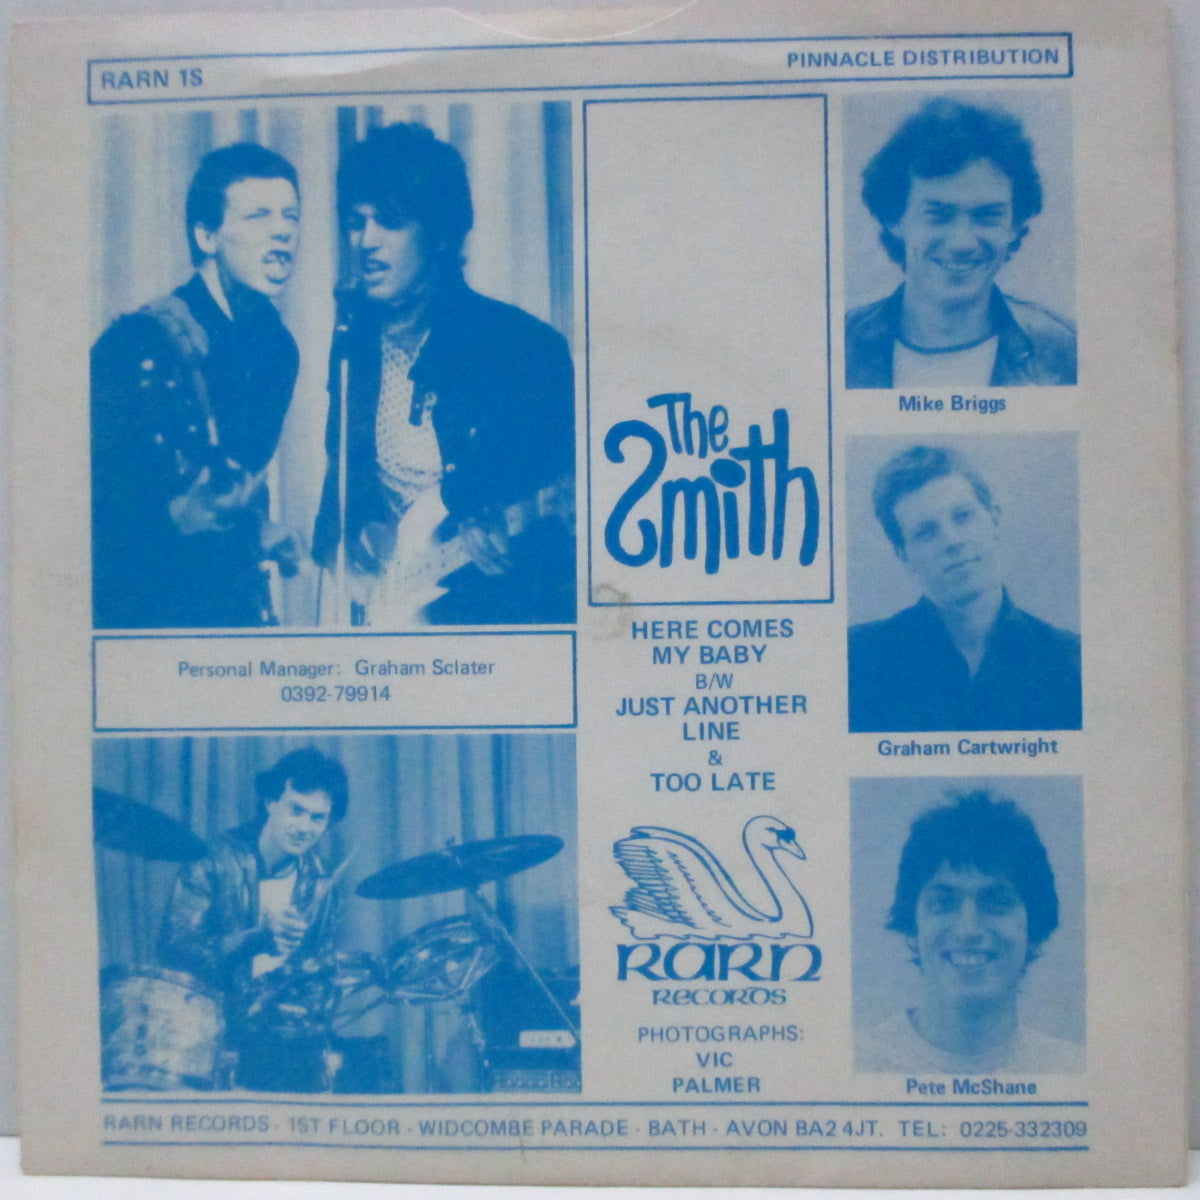 RARN 1S
PINNACLE DISTRIBUTION
The
Smith
Mike Briggs
Graham Cartwright
Pete McShane
Personal Manager: Graham Sclater
0392-79914
HERE COMES
MY BABY
B/W
JUST ANOTHER
LINE
&
TOO LATE
RARN
RECORDS
PHOTOGRAPHS:
VIC
PALMER
RARN RECORDS - 1ST FLOOR - WIDCOMBE PARADE - BATH - AVON BA2 4JT. TEL: 0225-332309